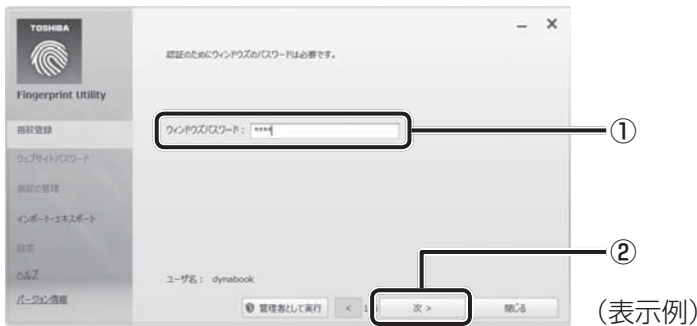 TOSHIBA
Fingerprint Utility
指紋登録
ウェブサイトパスワード
指紋の管理
インポート・エキスポート
設定
ヘルプ
バージョン情報
認証のためにウィンドウズのパスワードは必要です。
ウィンドウズパスワード： ****
①
②
ユーザ名： dynabook
管理者として実行 < 1 次 > 閉じる
（表示例）